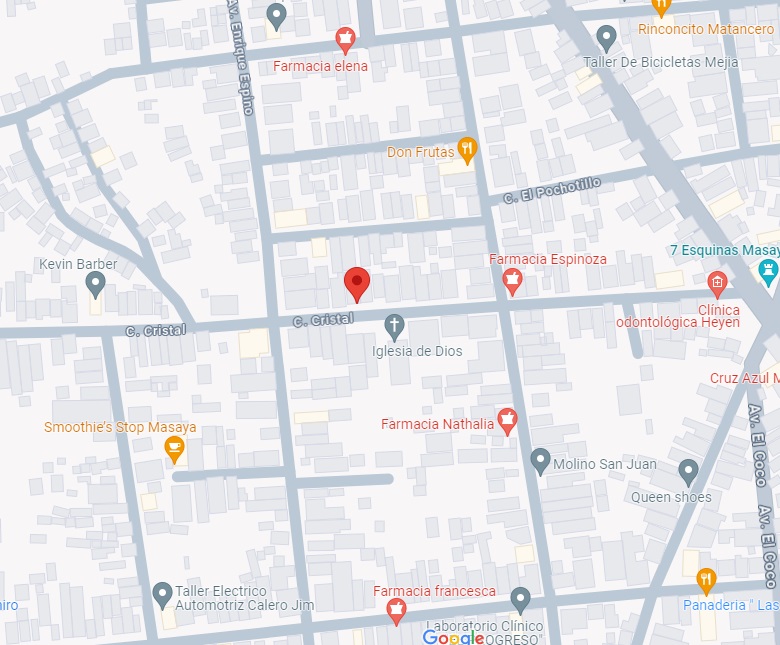 Rinconcito Matancero
Av. Enrique Espino
Farmacia elena
Taller De Bicicletas Mejia
Don Frutas
C. El Pochotillo
7 Esquinas Masay
Kevin Barber
Farmacia Espinoza
Clínica
odontológica Heyen
C. Cristal
C. Cristal
Iglesia de Dios
Cruz Azul M
Smoothie's Stop Masaya
Farmacia Nathalia
Av. El Coco
Molino San Juan
Queen shoes
Av. El Coco
Taller Electrico
Automotriz Calero Jim
Farmacia francesca
airo
Panaderia " Las
Laboratorio Clínico
Google
OGRESO"